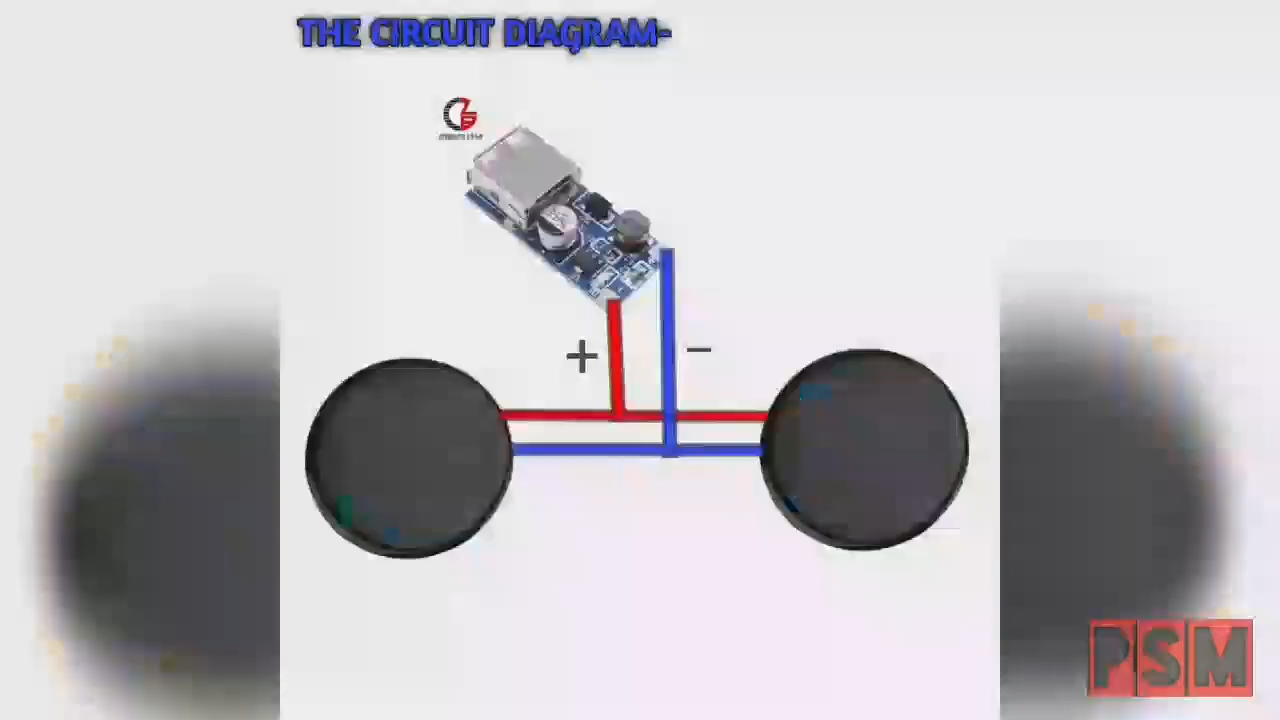 THE CIRCUIT DIAGRAM-
+
−
PSM